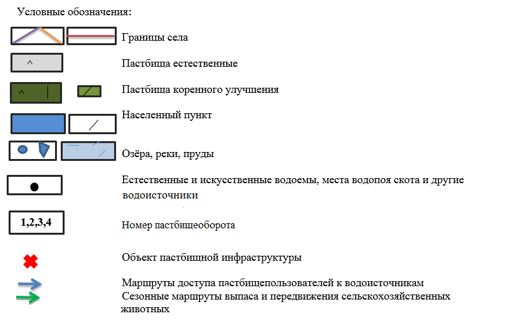 Условные обозначения:
Границы села
Пастбища естественные
Пастбища коренного улучшения
Населенный пункт
Озёра, реки, пруды
Естественные и искусственные водоемы, места водопоя скота и другие
водоисточники
1,2,3,4
Номер пастбищеоборота
Объект пастбищной инфраструктуры
Маршруты доступа пастбищепользователей к водоисточникам
Сезонные маршруты выпаса и передвижения сельскохозяйственных
животных